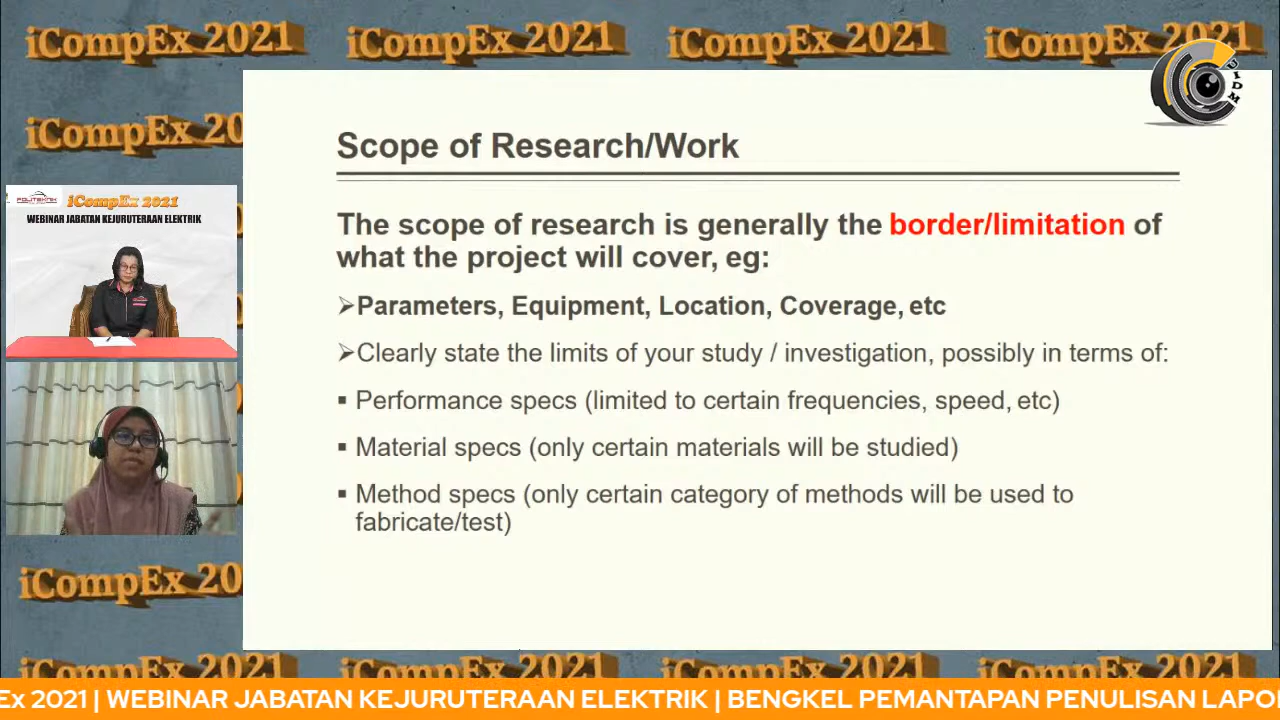 iCompEx 2021 iCompEx 2021 iCompEx 2021 iCompEx 2021
iCompEx 20
UIDM
Scope of Research/Work
The scope of research is generally the border/limitation of
what the project will cover, eg:
➢Parameters, Equipment, Location, Coverage, etc
➢Clearly state the limits of your study / investigation, possibly in terms of:
▪ Performance specs (limited to certain frequencies, speed, etc)
▪ Material specs (only certain materials will be studied)
▪ Method specs (only certain category of methods will be used to
fabricate/test)
POLITEKNIK iCompEx 2021
WEBINAR JABATAN KEJURUTERAAN ELEKTRIK
iCompEx 20
iCompEx 2021 iCompEx 2021 iCompEx 2021 iCompEx 2021
Ex 2021 | WEBINAR JABATAN KEJURUTERAAN ELEKTRIK | BENGKEL PEMANTAPAN PENULISAN LAPO